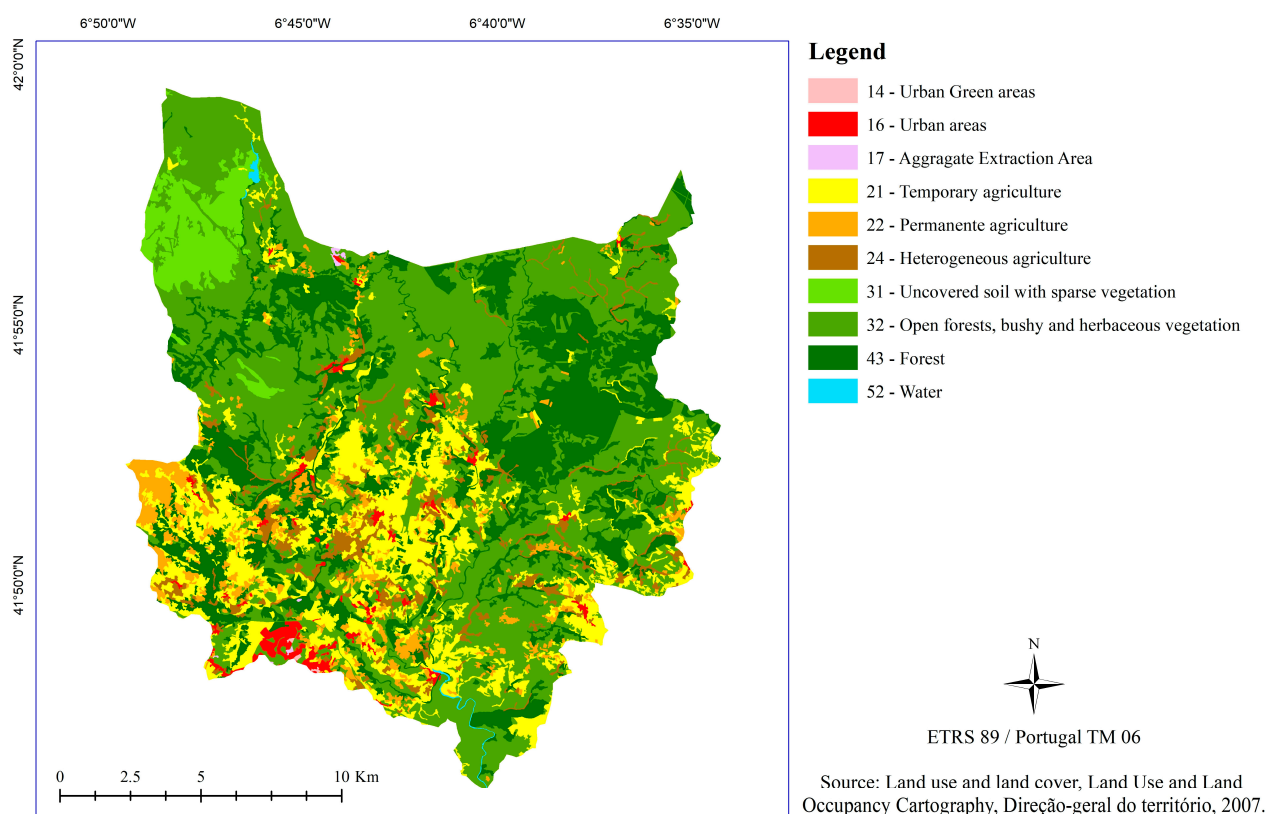 6°50'0"W 6°45'0"W 6°40'0"W 6°35'0"W
42°0'0"N
41°55'0"N
41°50'0"N
Legend
14 - Urban Green areas
16 - Urban areas
17 - Aggragate Extraction Area
21 - Temporary agriculture
22 - Permanente agriculture
24 - Heterogeneous agriculture
31 - Uncovered soil with sparse vegetation
32 - Open forests, bushy and herbaceous vegetation
43 - Forest
52 - Water
N
ETRS 89 / Portugal TM 06
0 2.5 5 10 Km
Source: Land use and land cover, Land Use and Land
Occupancy Cartography, Direção-geral do território, 2007.